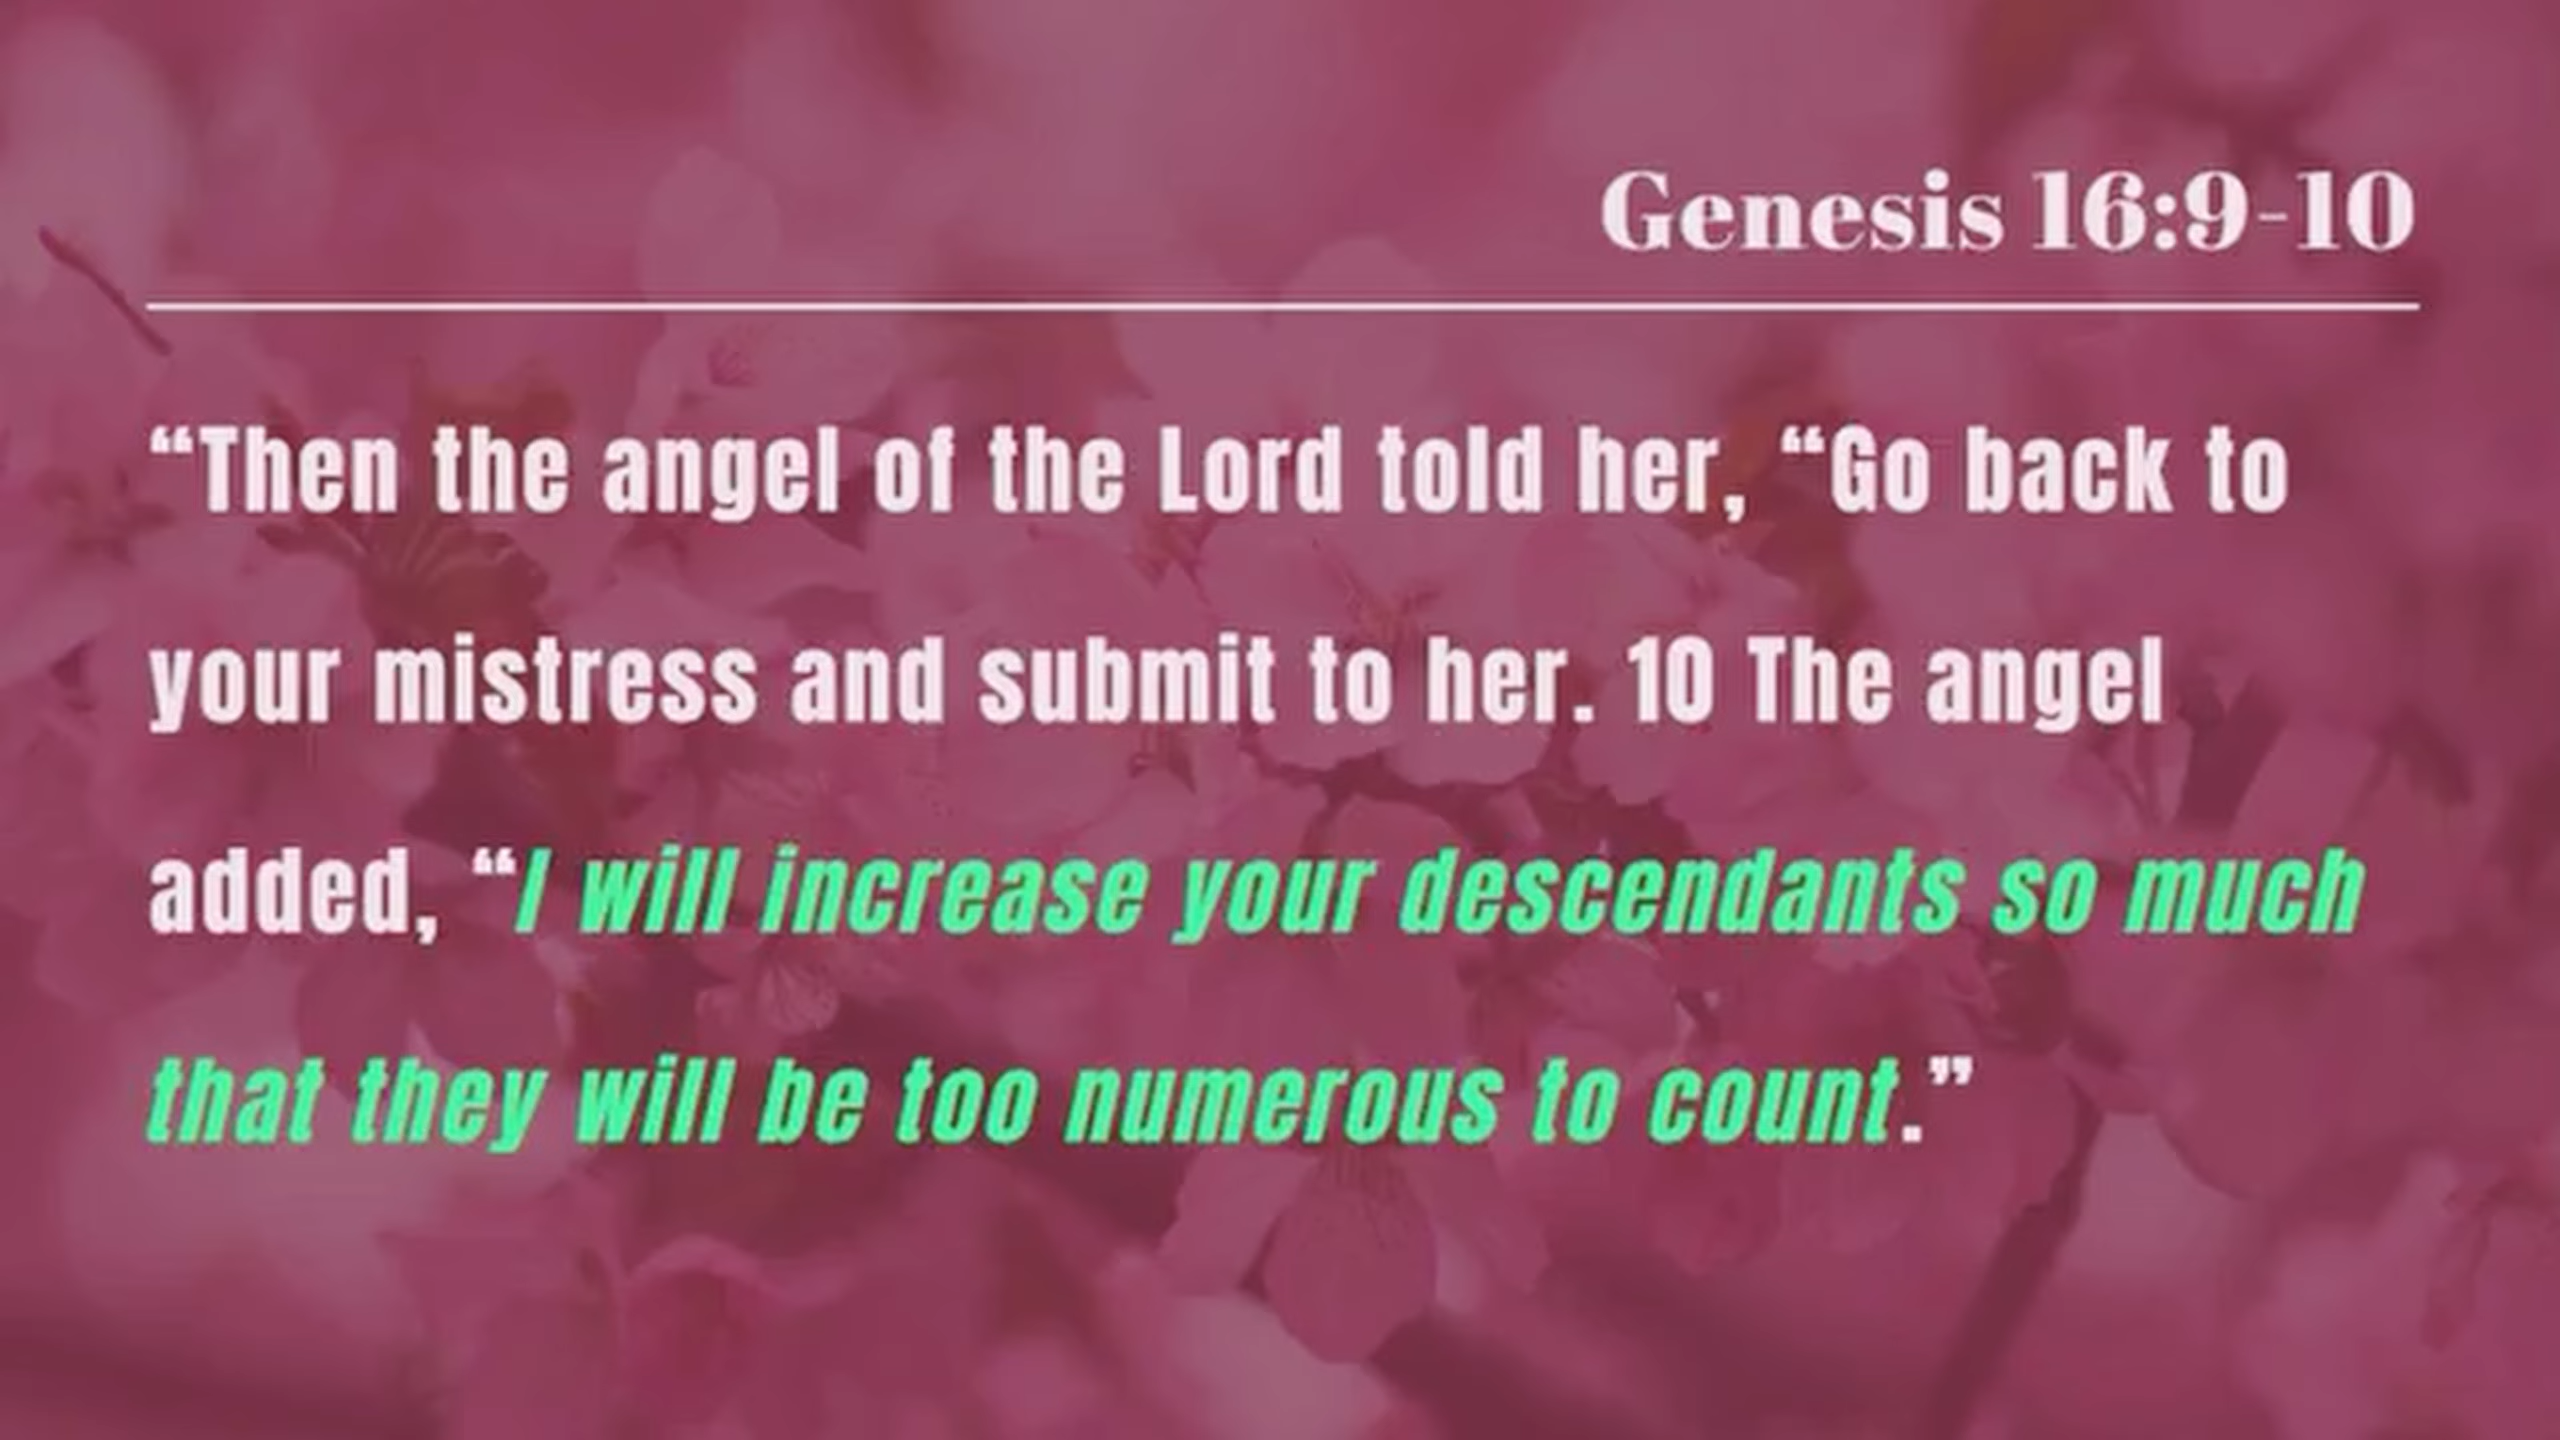 Genesis 16:9-10
“Then the angel of the Lord told her, “Go back to
your mistress and submit to her. 10 The angel
added, “I will increase your descendants so much
that they will be too numerous to count.”